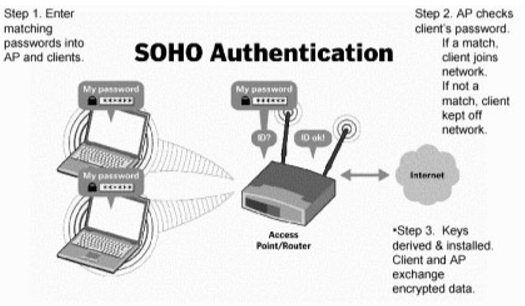 Step 1. Enter
matching
passwords into
AP and clients.
SOHO Authentication
Step 2. AP checks
client's password.
If a match,
client joins
network.
If not a
match, client
kept off
network.
My password
My password
ID?
ID ok!
My password
Internet
Access
Point/Router
•Step 3. Keys
derived & installed.
Client and AP
exchange
encrypted data.